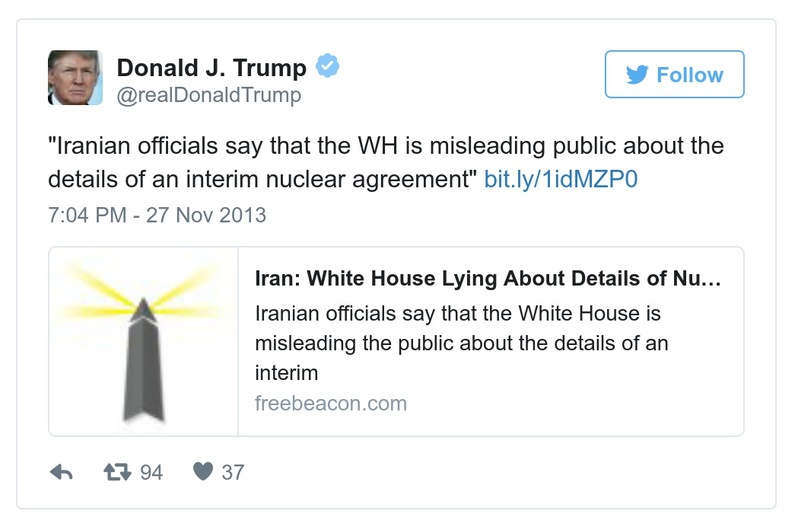 Donald J. Trump
@realDonaldTrump
Follow
"Iranian officials say that the WH is misleading public about the
details of an interim nuclear agreement" bit.ly/1idMZP0
7:04 PM - 27 Nov 2013
Iran: White House Lying About Details of Nu...
Iranian officials say that the White House is
misleading the public about the details of an
interim
freebeacon.com
94 37